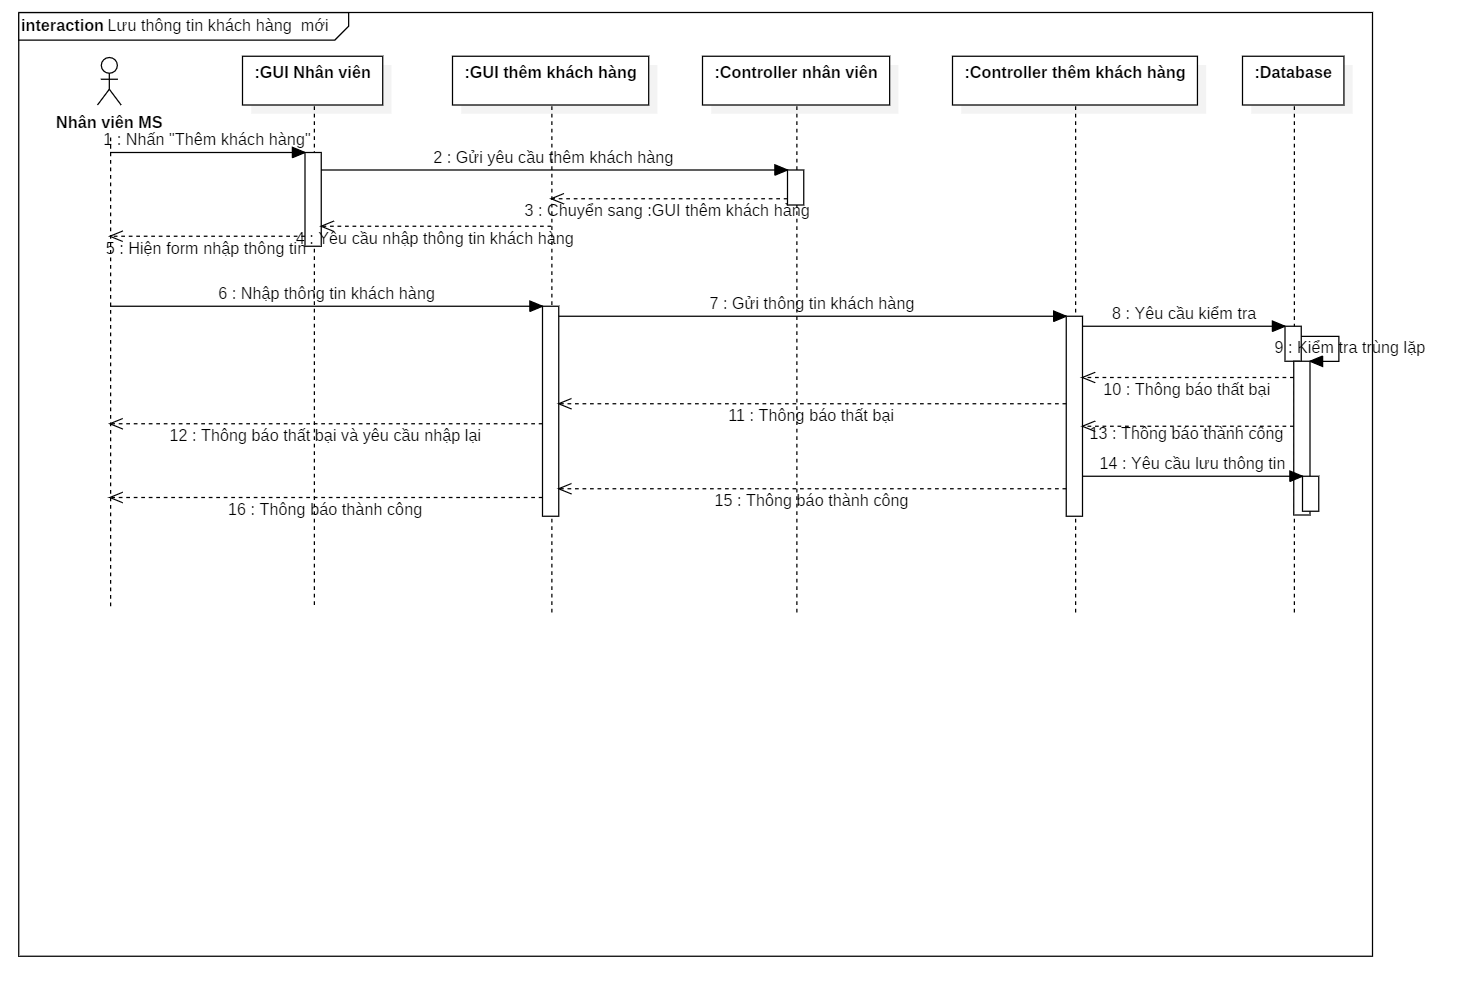 interaction Lưu thông tin khách hàng  mới
:GUI Nhân viên
:GUI thêm khách hàng
:Controller nhân viên
:Controller thêm khách hàng
:Database
Nhân viên MS
1 : Nhấn "Thêm khách hàng"
2 : Gửi yêu cầu thêm khách hàng
3 : Chuyển sang :GUI thêm khách hàng
4 : Yêu cầu nhập thông tin khách hàng
5 : Hiện form nhập thông tin
6 : Nhập thông tin khách hàng
7 : Gửi thông tin khách hàng
8 : Yêu cầu kiểm tra
9 : Kiểm tra trùng lặp
10 : Thông báo thất bại
11 : Thông báo thất bại
12 : Thông báo thất bại và yêu cầu nhập lại
13 : Thông báo thành công
14 : Yêu cầu lưu thông tin
15 : Thông báo thành công
16 : Thông báo thành công